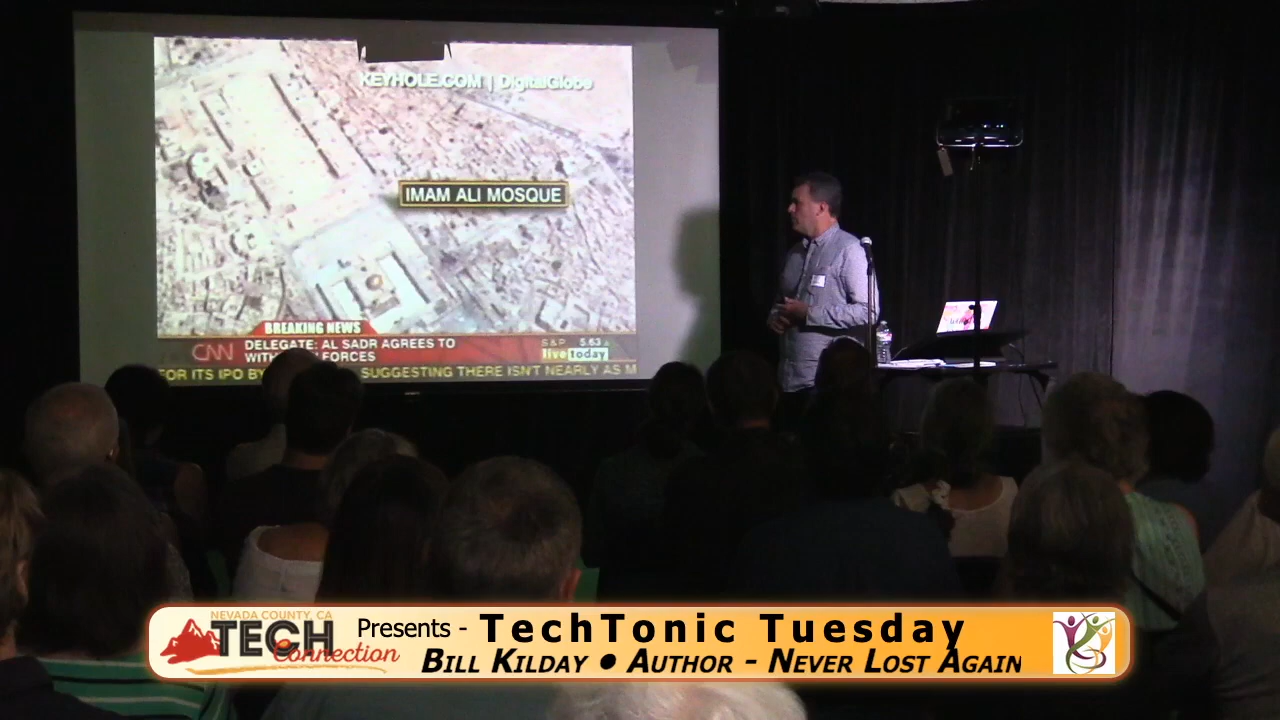 KEYHOLE.COM | DigitalGlobe
IMAM ALI MOSQUE
BREAKING NEWS
CNN
DELEGATE: AL SADR AGREES TO
FORCES
S&P 5.63
live today
FOR ITS IPO BY SUGGESTING THERE ISN'T NEARLY AS M
NEVADA COUNTY, CA
TECH
Connection
Presents - TechTonic Tuesday
BILL KILDAY • AUTHOR - NEVER LOST AGAIN